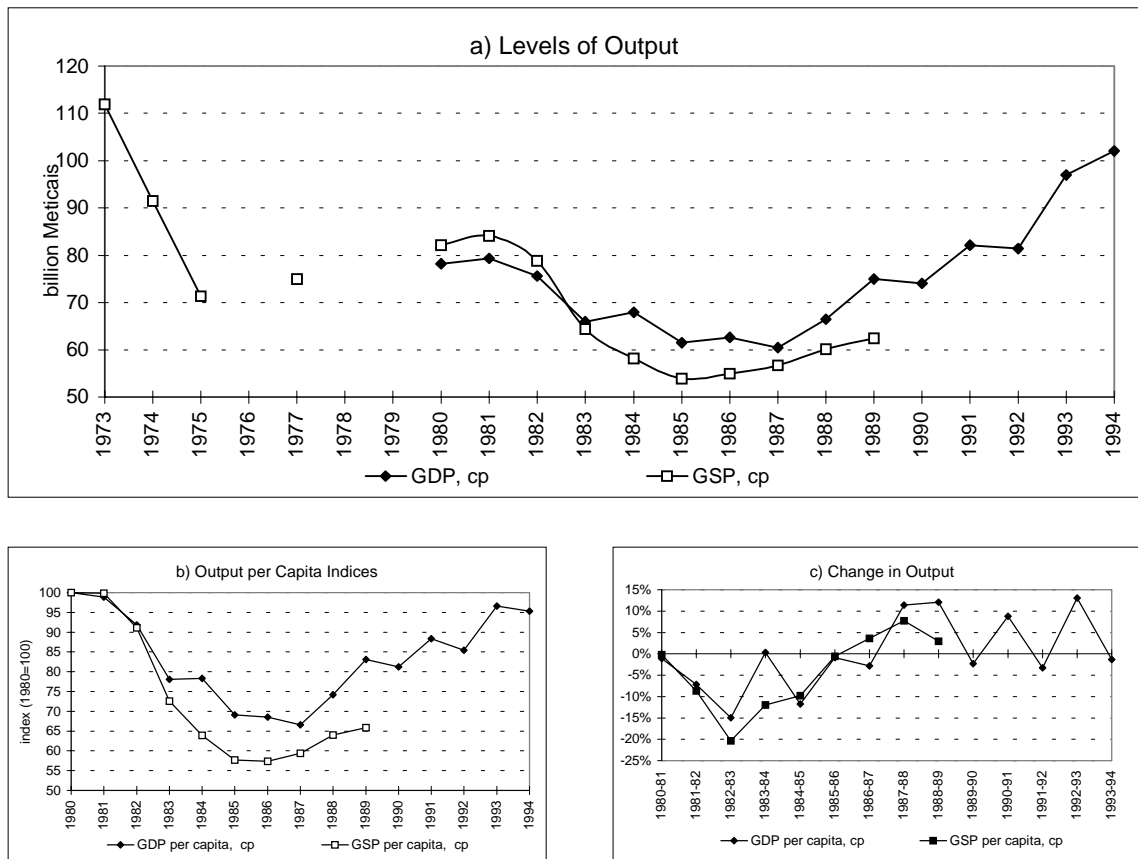 a) Levels of Output
120
110
100
90
80
70
60
50
billion Meticais
1973 1974 1975 1976 1977 1978 1979 1980 1981 1982 1983 1984 1985 1986 1987 1988 1989 1990 1991 1992 1993 1994
GDP, cp GSP, cp
b) Output per Capita Indices
100
95
90
85
80
75
70
65
60
55
50
index (1980=100)
1980 1981 1982 1983 1984 1985 1986 1987 1988 1989 1990 1991 1992 1993 1994
GDP per capita, cp GSP per capita, cp
c) Change in Output
15%
10%
5%
0%
-5%
-10%
-15%
-20%
-25%
1980-81 1981-82 1982-83 1983-84 1984-85 1985-86 1986-87 1987-88 1988-89 1989-90 1990-91 1991-92 1992-93 1993-94
GDP per capita, cp GSP per capita, cp